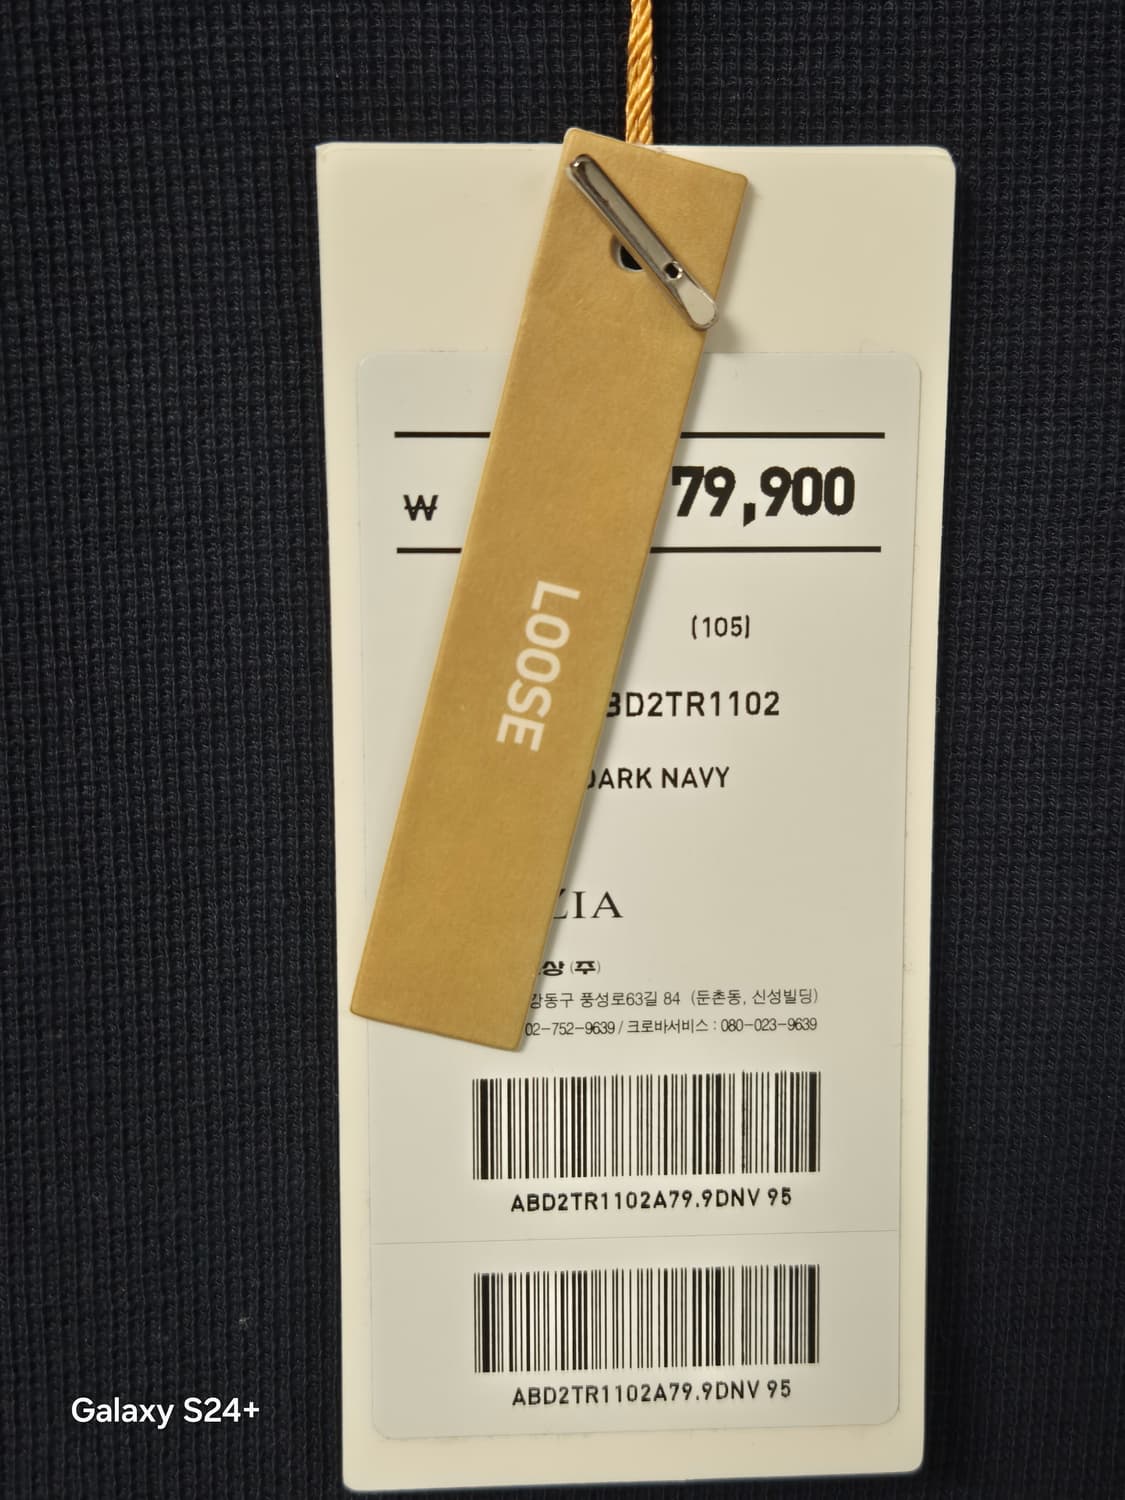 ₩ 79,900
LOOSE
(105)
BD2TR1102
DARK NAVY
ZIA
상(주)
강동구 풍성로63길 84 (둔촌동, 신성빌딩)
02-752-9639 / 크로바서비스 : 080-023-9639
ABD2TR1102A79.9DNV 95
ABD2TR1102A79.9DNV 95
Galaxy S24+